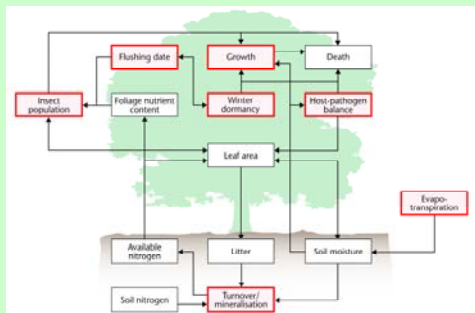 Flushing date
Growth
Death
Insect
population
Foliage nutrient
content
Winter
dormancy
Host-pathogen
balance
Leaf area
Evapo-
transpiration
Available
nitrogen
Litter
Soil moisture
Soil nitrogen
Turnover/
mineralisation